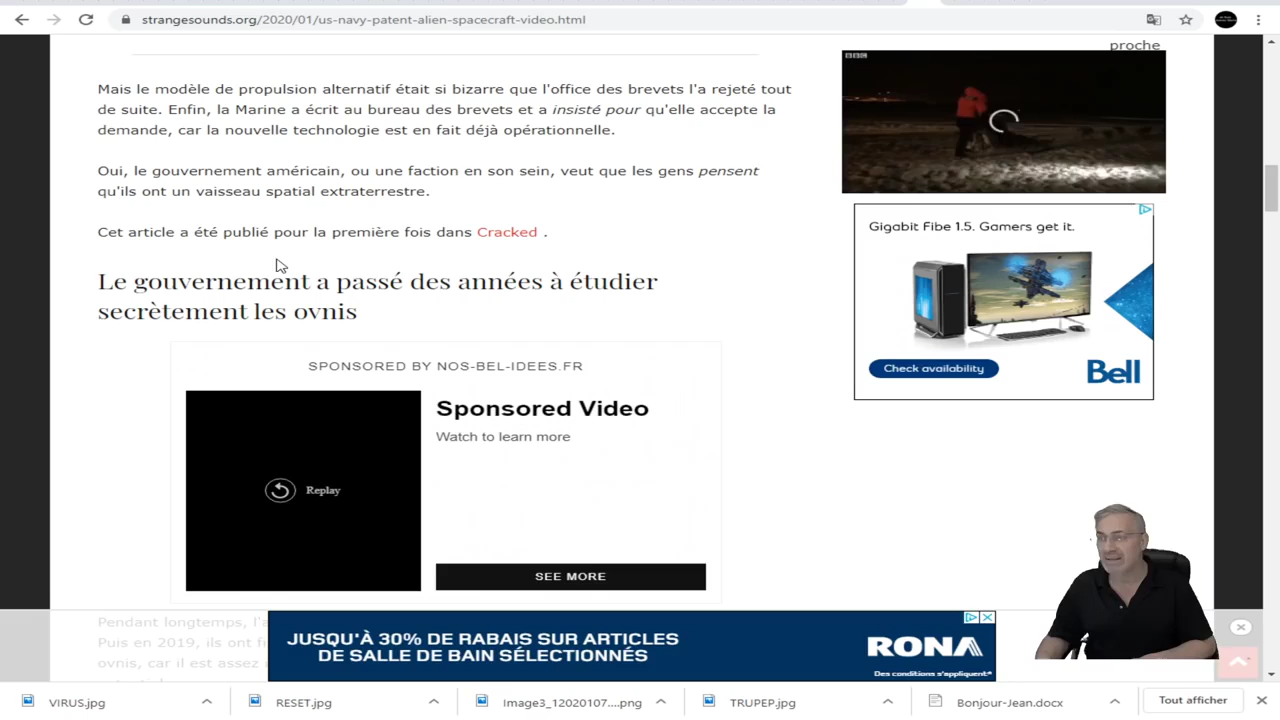 strangesounds.org/2020/01/us-navy-patent-alien-spacecraft-video.html
proche
Mais le modèle de propulsion alternatif était si bizarre que l'office des brevets l'a rejeté tout
de suite. Enfin, la Marine a écrit au bureau des brevets et a insisté pour qu'elle accepte la
demande, car la nouvelle technologie est en fait déjà opérationnelle.
Oui, le gouvernement américain, ou une faction en son sein, veut que les gens pensent
qu'ils ont un vaisseau spatial extraterrestre.
Cet article a été publié pour la première fois dans Cracked .
Le gouvernement a passé des années à étudier
secrètement les ovnis
SPONSORED BY NOS-BEL-IDEES.FR
Sponsored Video
Watch to learn more
Replay
SEE MORE
BBC
Gigabit Fibe 1.5. Gamers get it.
Check availability
Bell
Pendant longtemps, l'a
Puis en 2019, ils ont
ovnis, car il est assez
JUSQU'À 30% DE RABAIS SUR ARTICLES
DE SALLE DE BAIN SÉLECTIONNÉS
RONA
Des conditions s'appliquent
VIRUS.jpg
RESET.jpg
Image3_12020107....png
TRUPEP.jpg
Bonjour-Jean.docx
Tout afficher